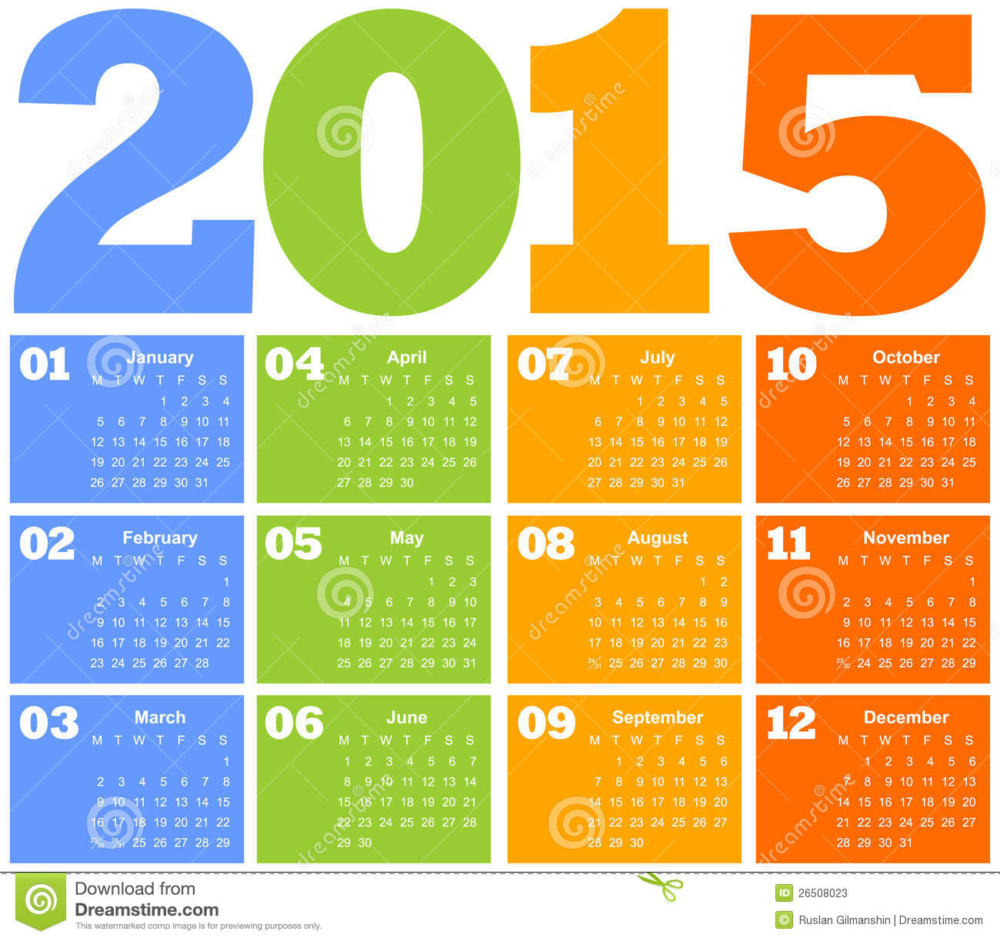 2015
01 January
M T W T F S S
1 2 3 4
5 6 7 8 9 10 11
12 13 14 15 16 17 18
19 20 21 22 23 24 25
26 27 28 29 30 31
04 April
M T W T F S S
1 2 3 4 5
6 7 8 9 10 11 12
13 14 15 16 17 18 19
20 21 22 23 24 25 26
27 28 29 30
07 July
M T W T F S S
1 2 3 4 5
6 7 8 9 10 11 12
13 14 15 16 17 18 19
20 21 22 23 24 25 26
27 28 29 30 31
10 October
M T W T F S S
1 2 3 4
5 6 7 8 9 10 11
12 13 14 15 16 17 18
19 20 21 22 23 24 25
26 27 28 29 30 31
02 February
M T W T F S S
1
2 3 4 5 6 7 8
9 10 11 12 13 14 15
16 17 18 19 20 21 22
23 24 25 26 27 28
05 May
M T W T F S S
1 2 3
4 5 6 7 8 9 10
11 12 13 14 15 16 17
18 19 20 21 22 23 24
25 26 27 28 29 30 31
08 August
M T W T F S S
1 2
3 4 5 6 7 8 9
10 11 12 13 14 15 16
17 18 19 20 21 22 23
24/31 25 26 27 28 29 30
11 November
M T W T F S S
1
2 3 4 5 6 7 8
9 10 11 12 13 14 15
16 17 18 19 20 21 22
23/30 24 25 26 27 28 29
03 March
M T W T F S S
1
2 3 4 5 6 7 8
9 10 11 12 13 14 15
16 17 18 19 20 21 22
23/30 24/31 25 26 27 28 29
06 June
M T W T F S S
1 2 3 4 5 6 7
8 9 10 11 12 13 14
15 16 17 18 19 20 21
22 23 24 25 26 27 28
29 30
09 September
M T W T F S S
1 2 3 4 5 6
7 8 9 10 11 12 13
14 15 16 17 18 19 20
21 22 23 24 25 26 27
28 29 30
12 December
M T W T F S S
1 2 3 4 5 6
7 8 9 10 11 12 13
14 15 16 17 18 19 20
21 22 23 24 25 26 27
28 29 30 31
Download from
Dreamstime.com
This watermarked comp image is for previewing purposes only.
ID 26508023
© Ruslan Gilmanshin | Dreamstime.com